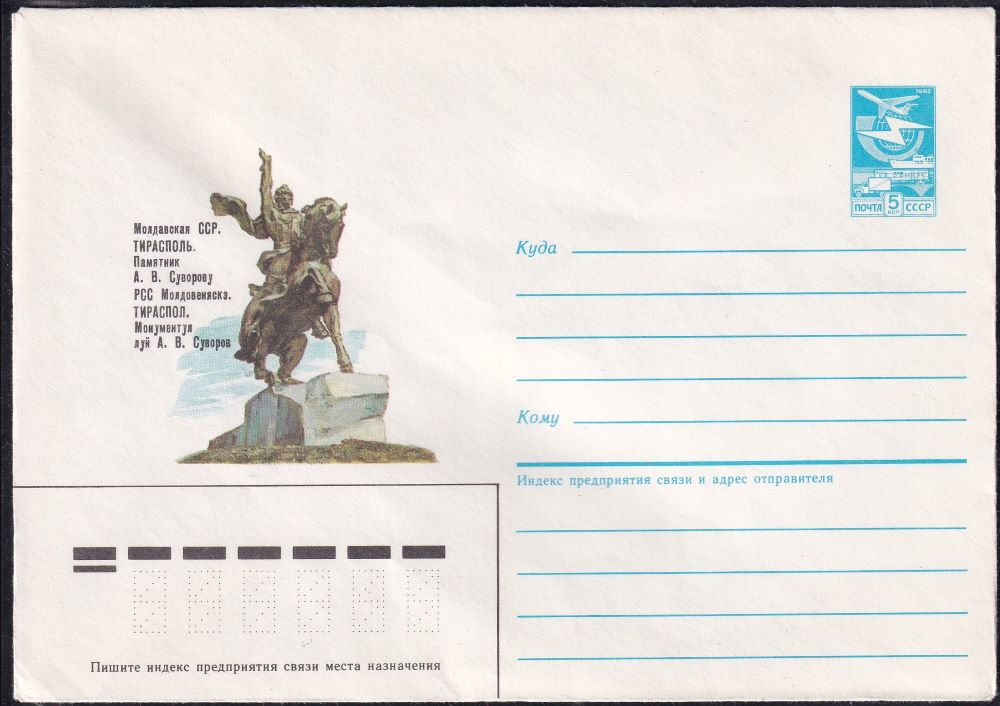 Молдавская ССР.
ТИРАСПОЛЬ.
Памятник
А. В. Суворову
РСС Молдовеняскэ.
ТИРАСПОЛ.
Монументул
луй А. В. Суворов
1982
ПОЧТА 5 КОП СССР
Куда
Кому
Индекс предприятия связи и адрес отправителя
Пишите индекс предприятия связи места назначения